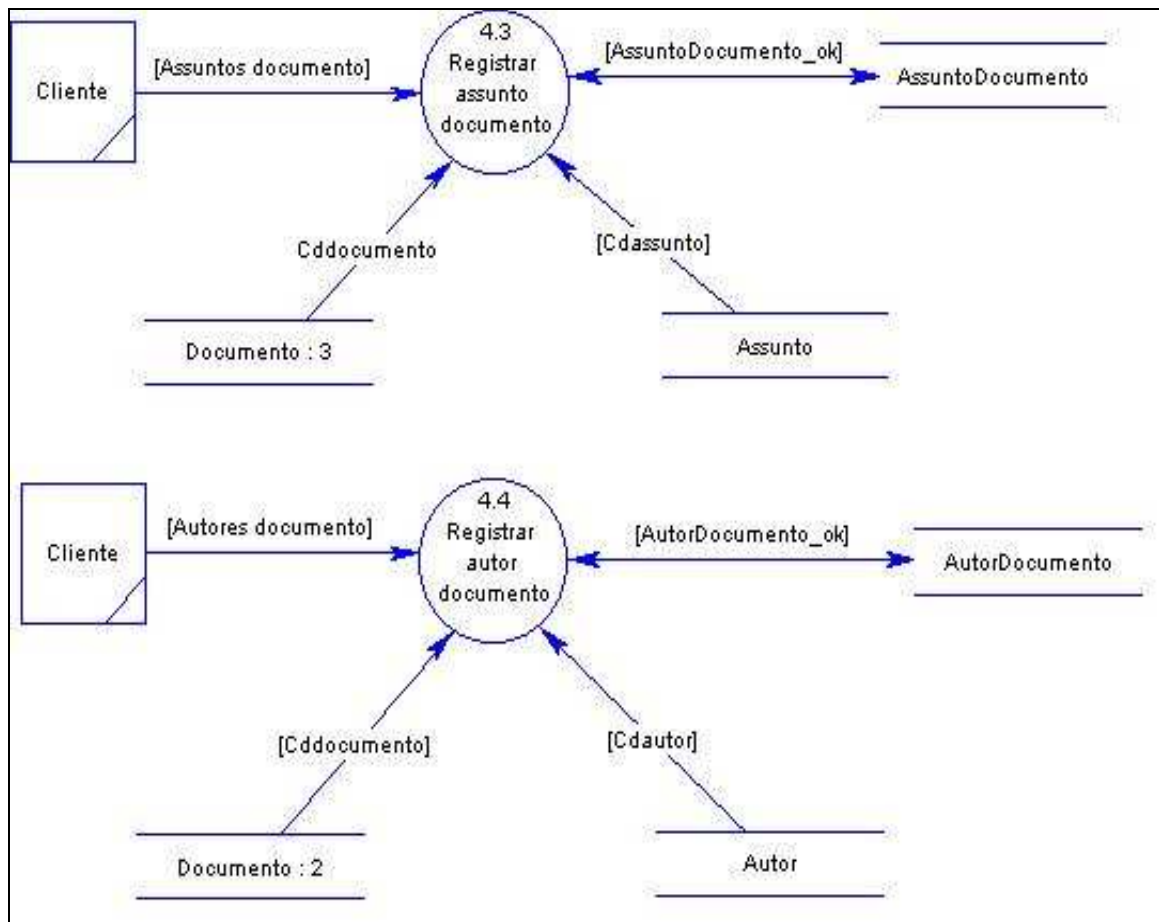 4.3
Registrar
assunto
documento
[Assuntos documento]
[AssuntoDocumento_ok]
Cliente
AssuntoDocumento
Cddocumento
[Cdassunto]
Documento : 3
Assunto
4.4
Registrar
autor
documento
[Autores documento]
[AutorDocumento_ok]
Cliente
AutorDocumento
[Cddocumento]
[Cdautor]
Documento : 2
Autor